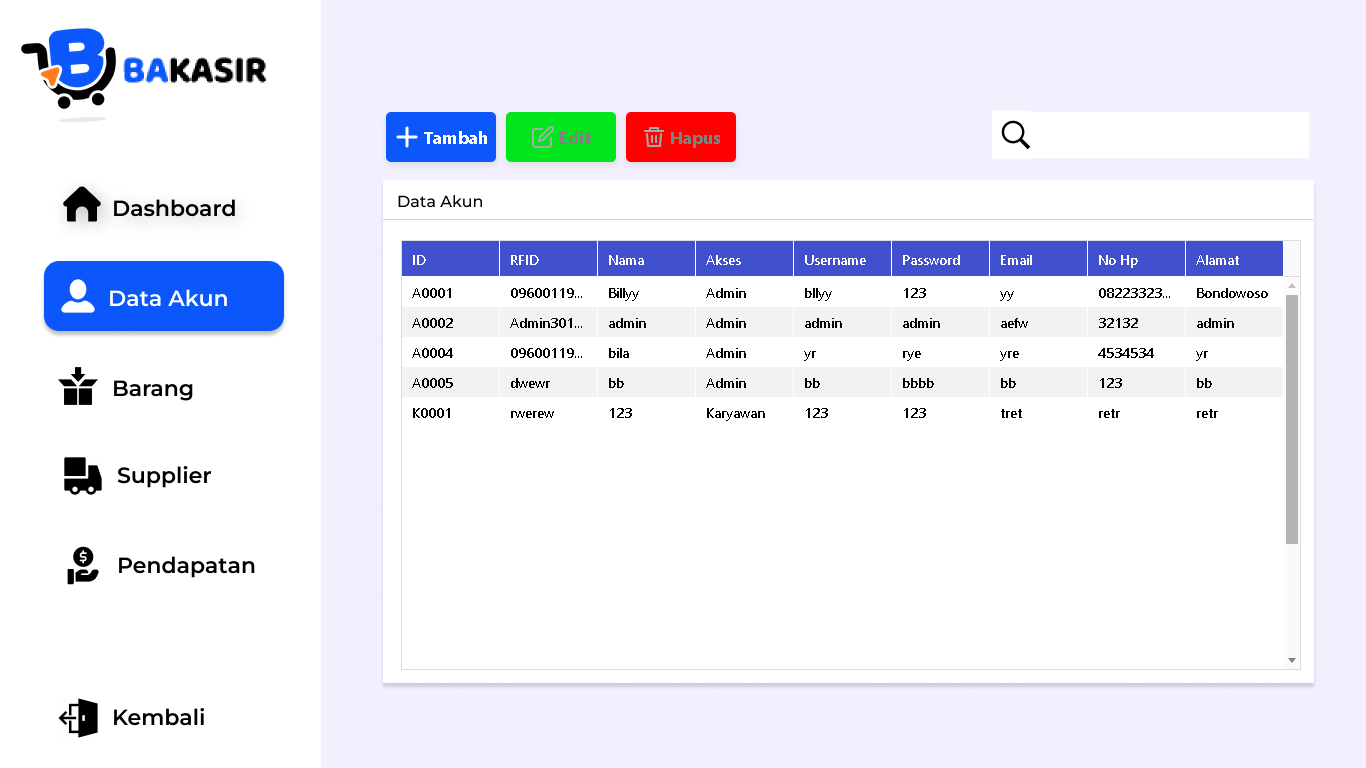 BAKASIR
Tambah
Edit
Hapus
Data Akun
Dashboard
Data Akun
Barang
Supplier
Pendapatan
Kembali
ID RFID Nama Akses Username Password Email No Hp Alamat
A0001 09600119... Billyy Admin bllyy 123 yy 08223323... Bondowoso
A0002 Admin301... admin Admin admin admin aefw 32132 admin
A0004 09600119... bila Admin yr rye yre 4534534 yr
A0005 dwewr bb Admin bb bbbb bb 123 bb
K0001 rwerew 123 Karyawan 123 123 tret retr retr